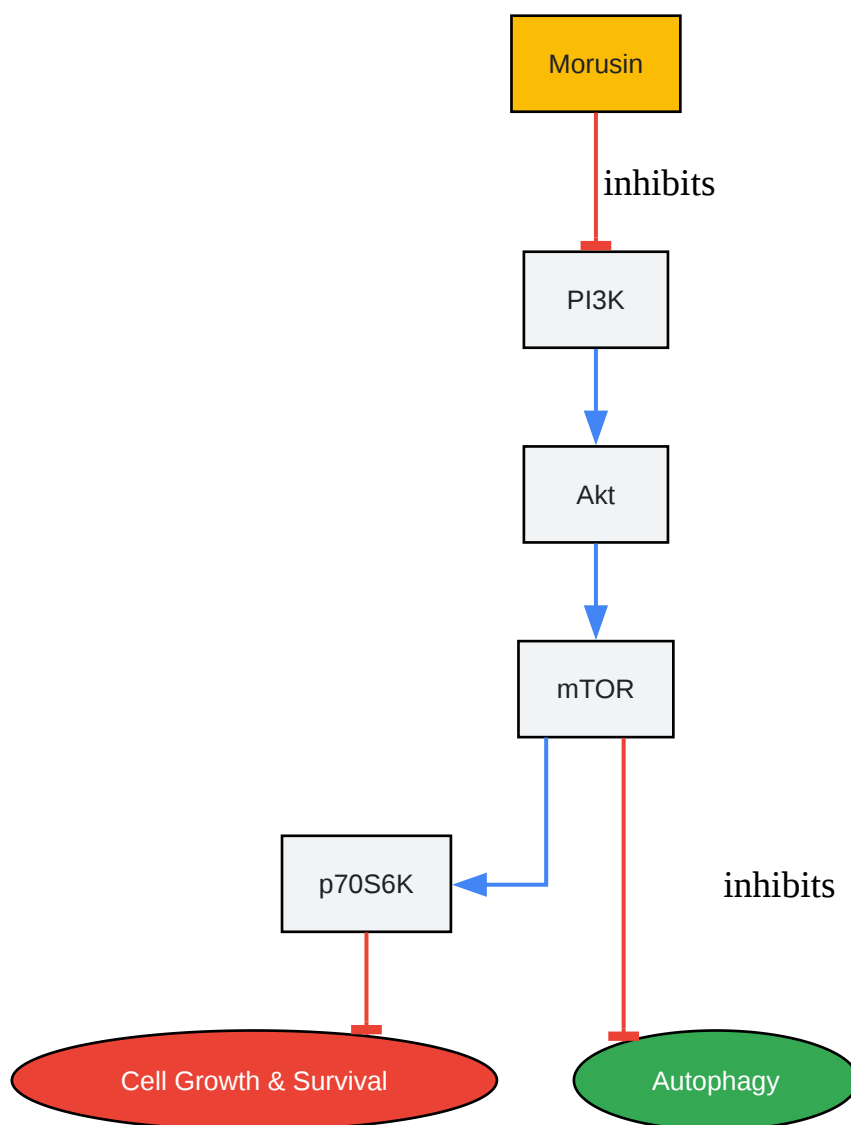 Morusin
inhibits
PI3K
Akt
mTOR
p70S6K
inhibits
Cell Growth & Survival
Autophagy